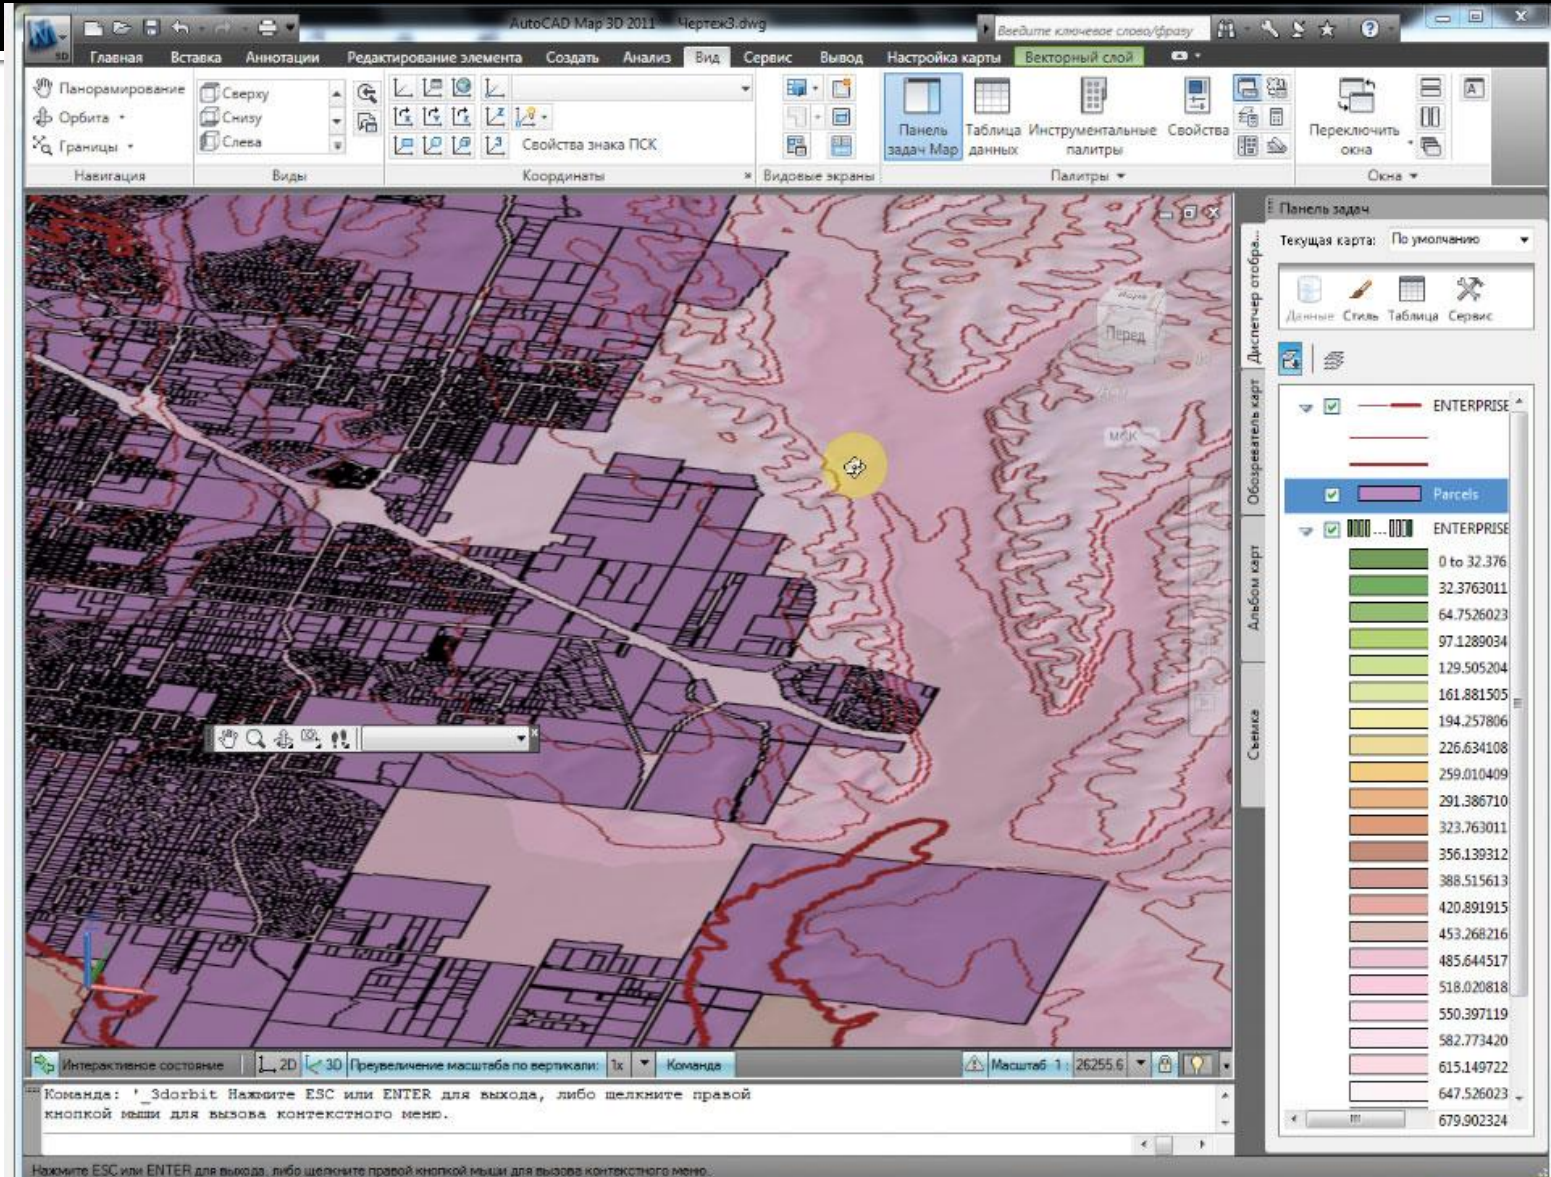 AutoCAD Map 3D 2011 Чертеж3.dwg
Введите ключевое слово/фразу
3D
Главная Вставка Аннотации Редактирование элемента Создать Анализ Вид Сервис Вывод Настройка карты Векторный слой
Панорамирование
Орбита
Границы
Навигация
Сверху
Снизу
Слева
Виды
Свойства знака ПСК
Координаты
Видовые экраны
Панель
задач Map
Таблица
данных
Инструментальные
палитры
Свойства
Палитры
Переключить
окна
Окна
Перед
МСК
Панель задач
Текущая карта: По умолчанию
Данные Стиль Таблица Сервис
Диспетчер отобра...
Обозреватель карт
Альбом карт
Съемка
ENTERPRISE
Parcels
ENTERPRISE
0 to 32.376
32.3763011
64.7526023
97.1289034
129.505204
161.881505
194.257806
226.634108
259.010409
291.386710
323.763011
356.139312
388.515613
420.891915
453.268216
485.644517
518.020818
550.397119
582.773420
615.149722
647.526023
679.902324
Интерактивное состояние 2D 3D Преувеличение масштаба по вертикали: 1x Команда Масштаб 1 : 26255.6
Команда: '_3dorbit Нажмите ESC или ENTER для выхода, либо щелкните правой
кнопкой мыши для вызова контекстного меню.
Нажмите ESC или ENTER для выхода, либо щелкните правой кнопкой мыши для вызова контекстного меню.